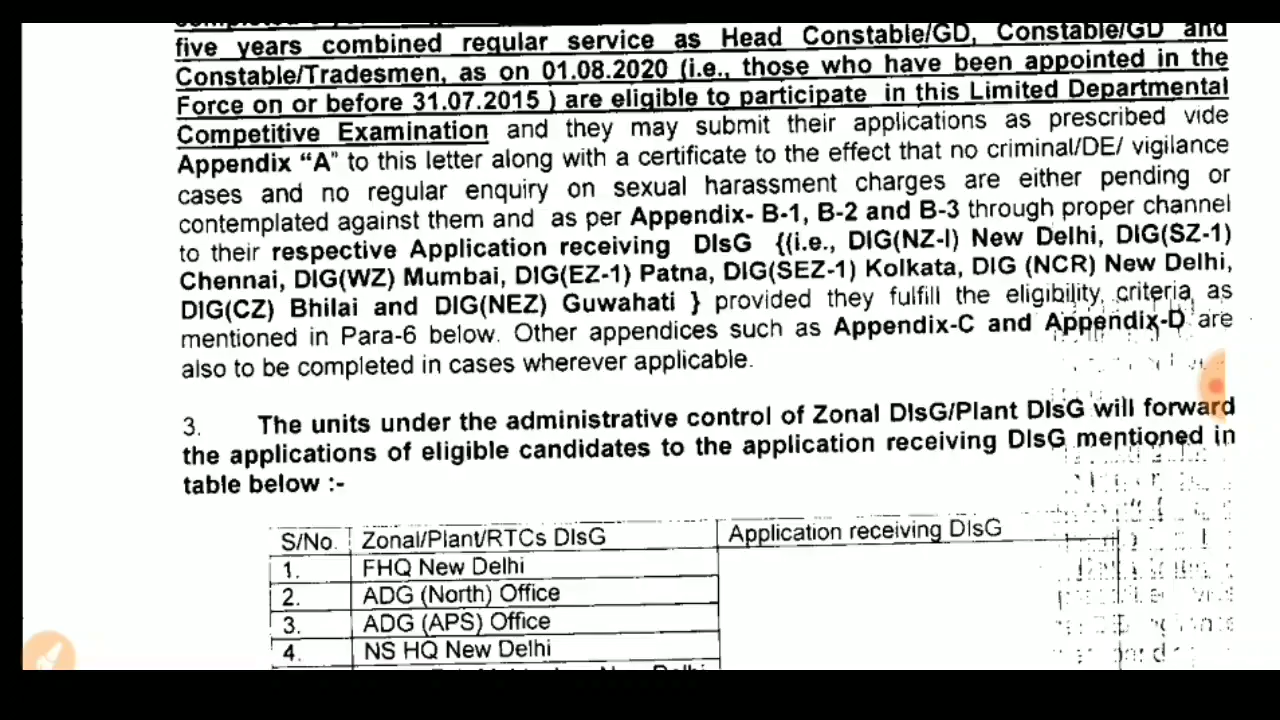 five years combined regular service as Head Constable/GD, Constable/GD and
Constable/Tradesmen, as on 01.08.2020 (i.e., those who have been appointed in the
Force on or before 31.07.2015 ) are eligible to participate in this Limited Departmental
Competitive Examination and they may submit their applications as prescribed vide
Appendix “A” to this letter along with a certificate to the effect that no criminal/DE/ vigilance
cases and no regular enquiry on sexual harassment charges are either pending or
contemplated against them and as per Appendix- B-1, B-2 and B-3 through proper channel
to their respective Application receiving DIsG {(i.e., DIG(NZ-I) New Delhi, DIG(SZ-1)
Chennai, DIG(WZ) Mumbai, DIG(EZ-1) Patna, DIG(SEZ-1) Kolkata, DIG (NCR) New Delhi,
DIG(CZ) Bhilai and DIG(NEZ) Guwahati } provided they fulfill the eligibility criteria as
mentioned in Para-6 below. Other appendices such as Appendix-C and Appendix-D are
also to be completed in cases wherever applicable.
3. The units under the administrative control of Zonal DIsG/Plant DIsG will forward
the applications of eligible candidates to the application receiving DIsG mentioned in
table below :-
S/No. Zonal/Plant/RTCs DIsG Application receiving DIsG
1. FHQ New Delhi
2. ADG (North) Office
3. ADG (APS) Office
4. NS HQ New Delhi